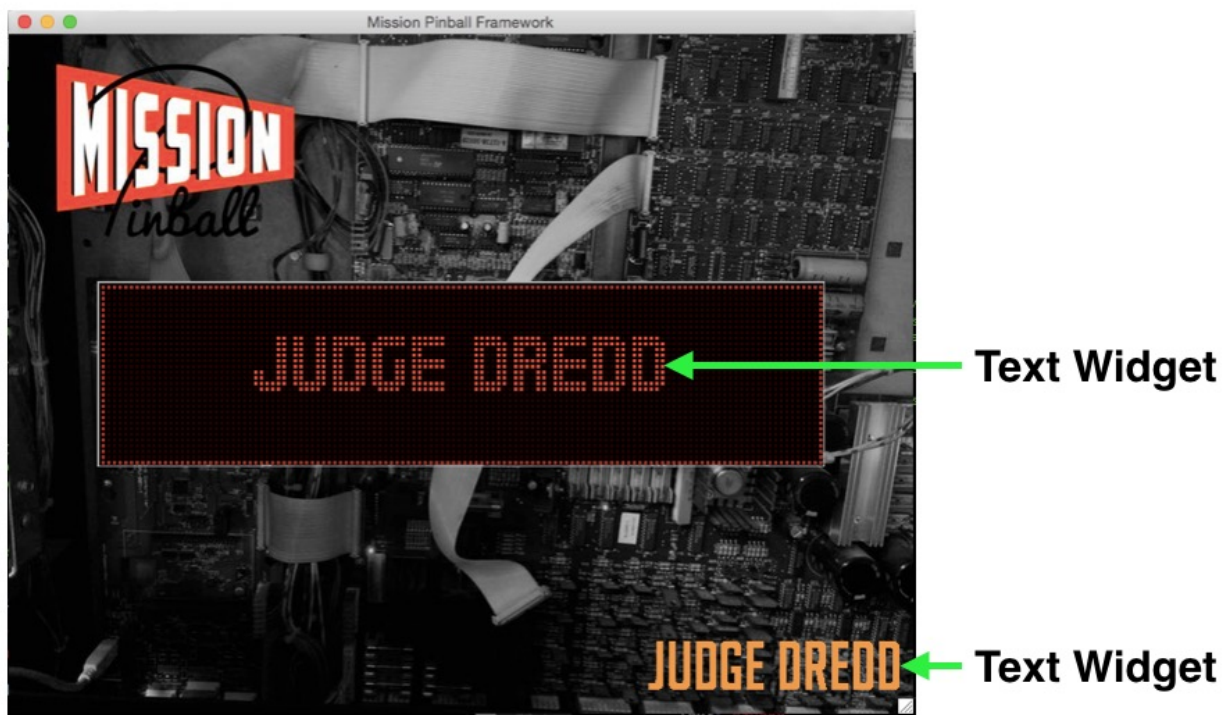 Mission Pinball Framework
MISSION
Pinball
JUDGE DREDD
Text Widget
JUDGE DREDD
Text Widget